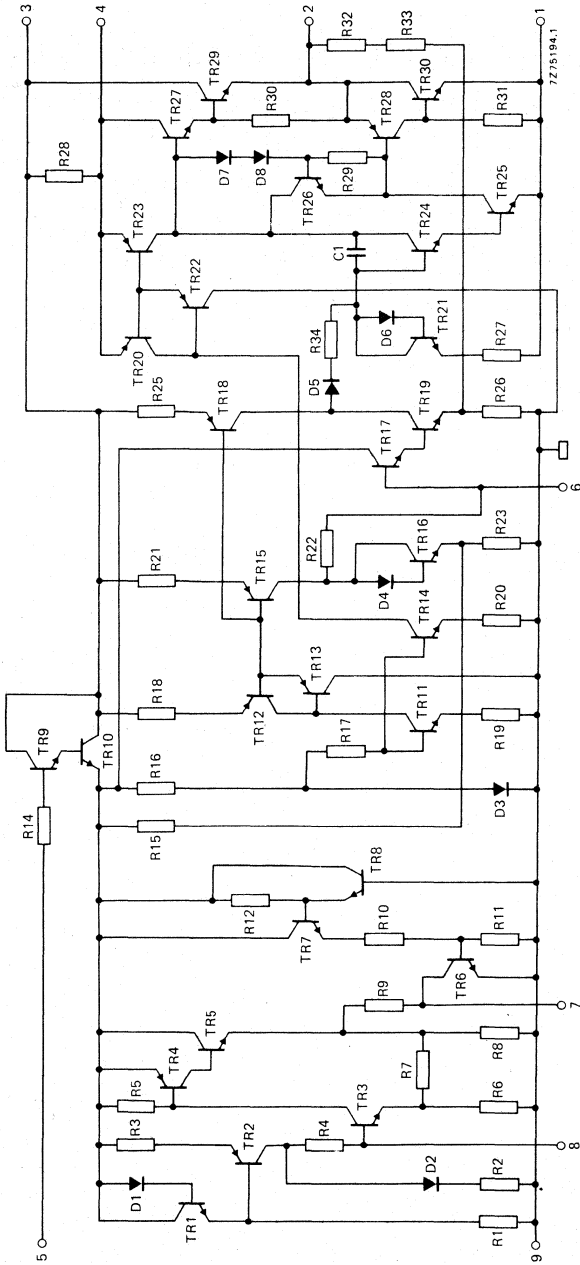 3
4
2
1
R28
R32
R33
TR29
TR27
R30
TR30
TR28
R31
7Z75194.1
D7
D8
R29
TR26
TR23
TR25
TR24
C1
TR22
TR20
R34
D6
TR21
R27
R25
D5
TR18
TR19
R26
TR17
6
R22
R21
TR16
R23
TR15
D4
TR14
R20
TR13
R18
TR12
TR11
R19
R17
TR9
TR10
R16
D3
R14
R15
TR8
R12
TR7
R10
R11
TR6
R9
7
TR5
R8
TR4
R7
R5
TR3
R6
R3
TR2
R4
8
D1
D2
R2
TR1
R1
5
9